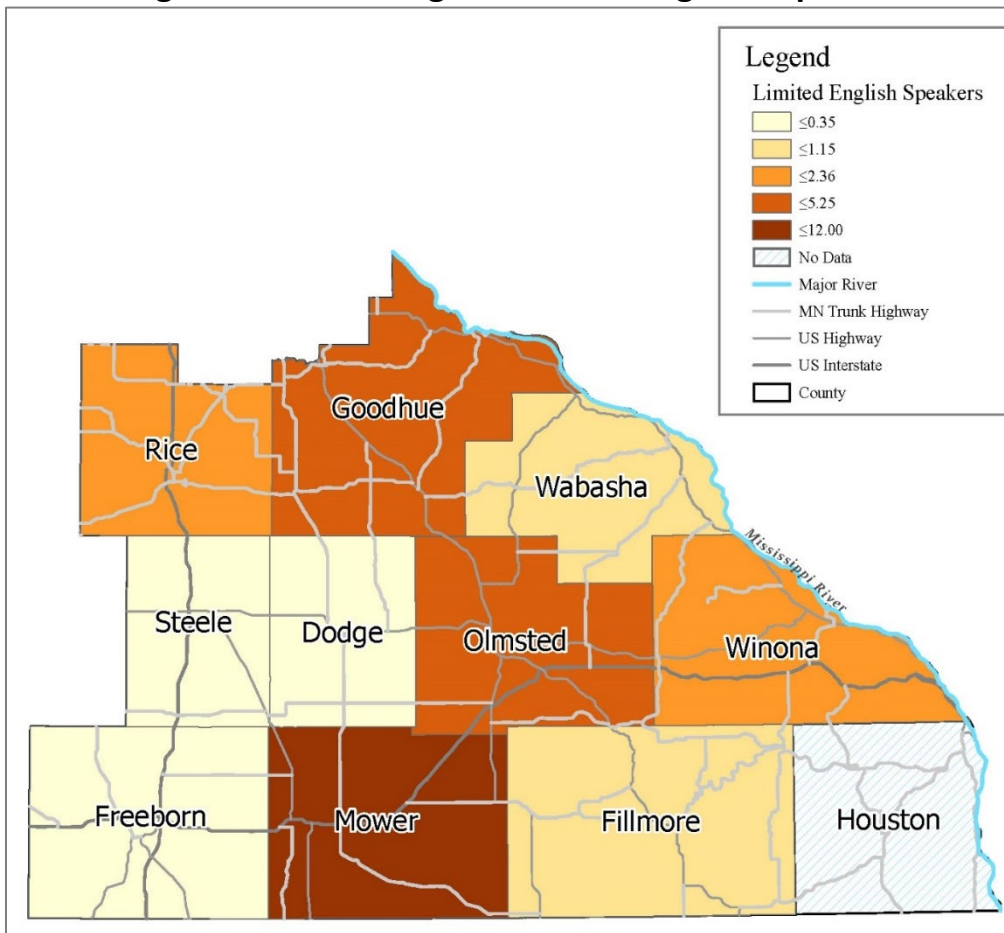 Legend
Limited English Speakers
≤0.35
≤1.15
≤2.36
≤5.25
≤12.00
No Data
Major River
MN Trunk Highway
US Highway
US Interstate
County
Goodhue
Rice
Wabasha
Mississippi River
Steele
Dodge
Olmsted
Winona
Freeborn
Mower
Fillmore
Houston